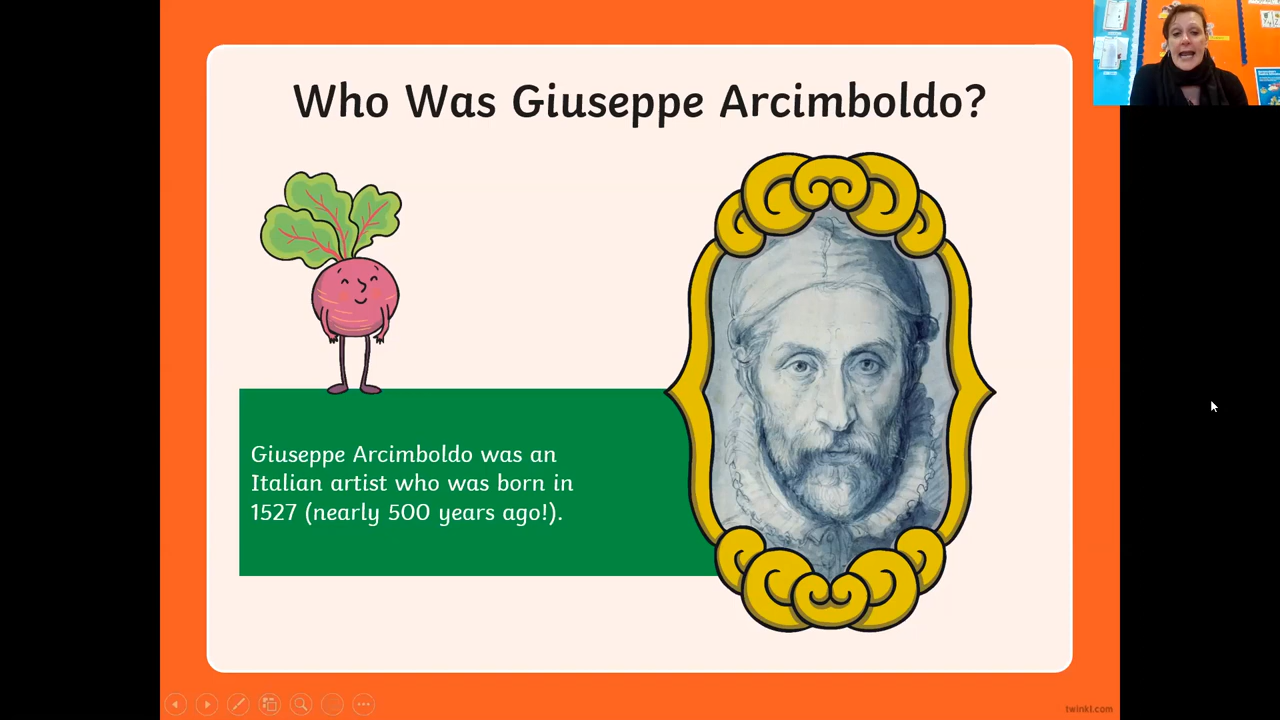 Who Was Giuseppe Arcimboldo?
Giuseppe Arcimboldo was an
Italian artist who was born in
1527 (nearly 500 years ago!).
twinkl.com